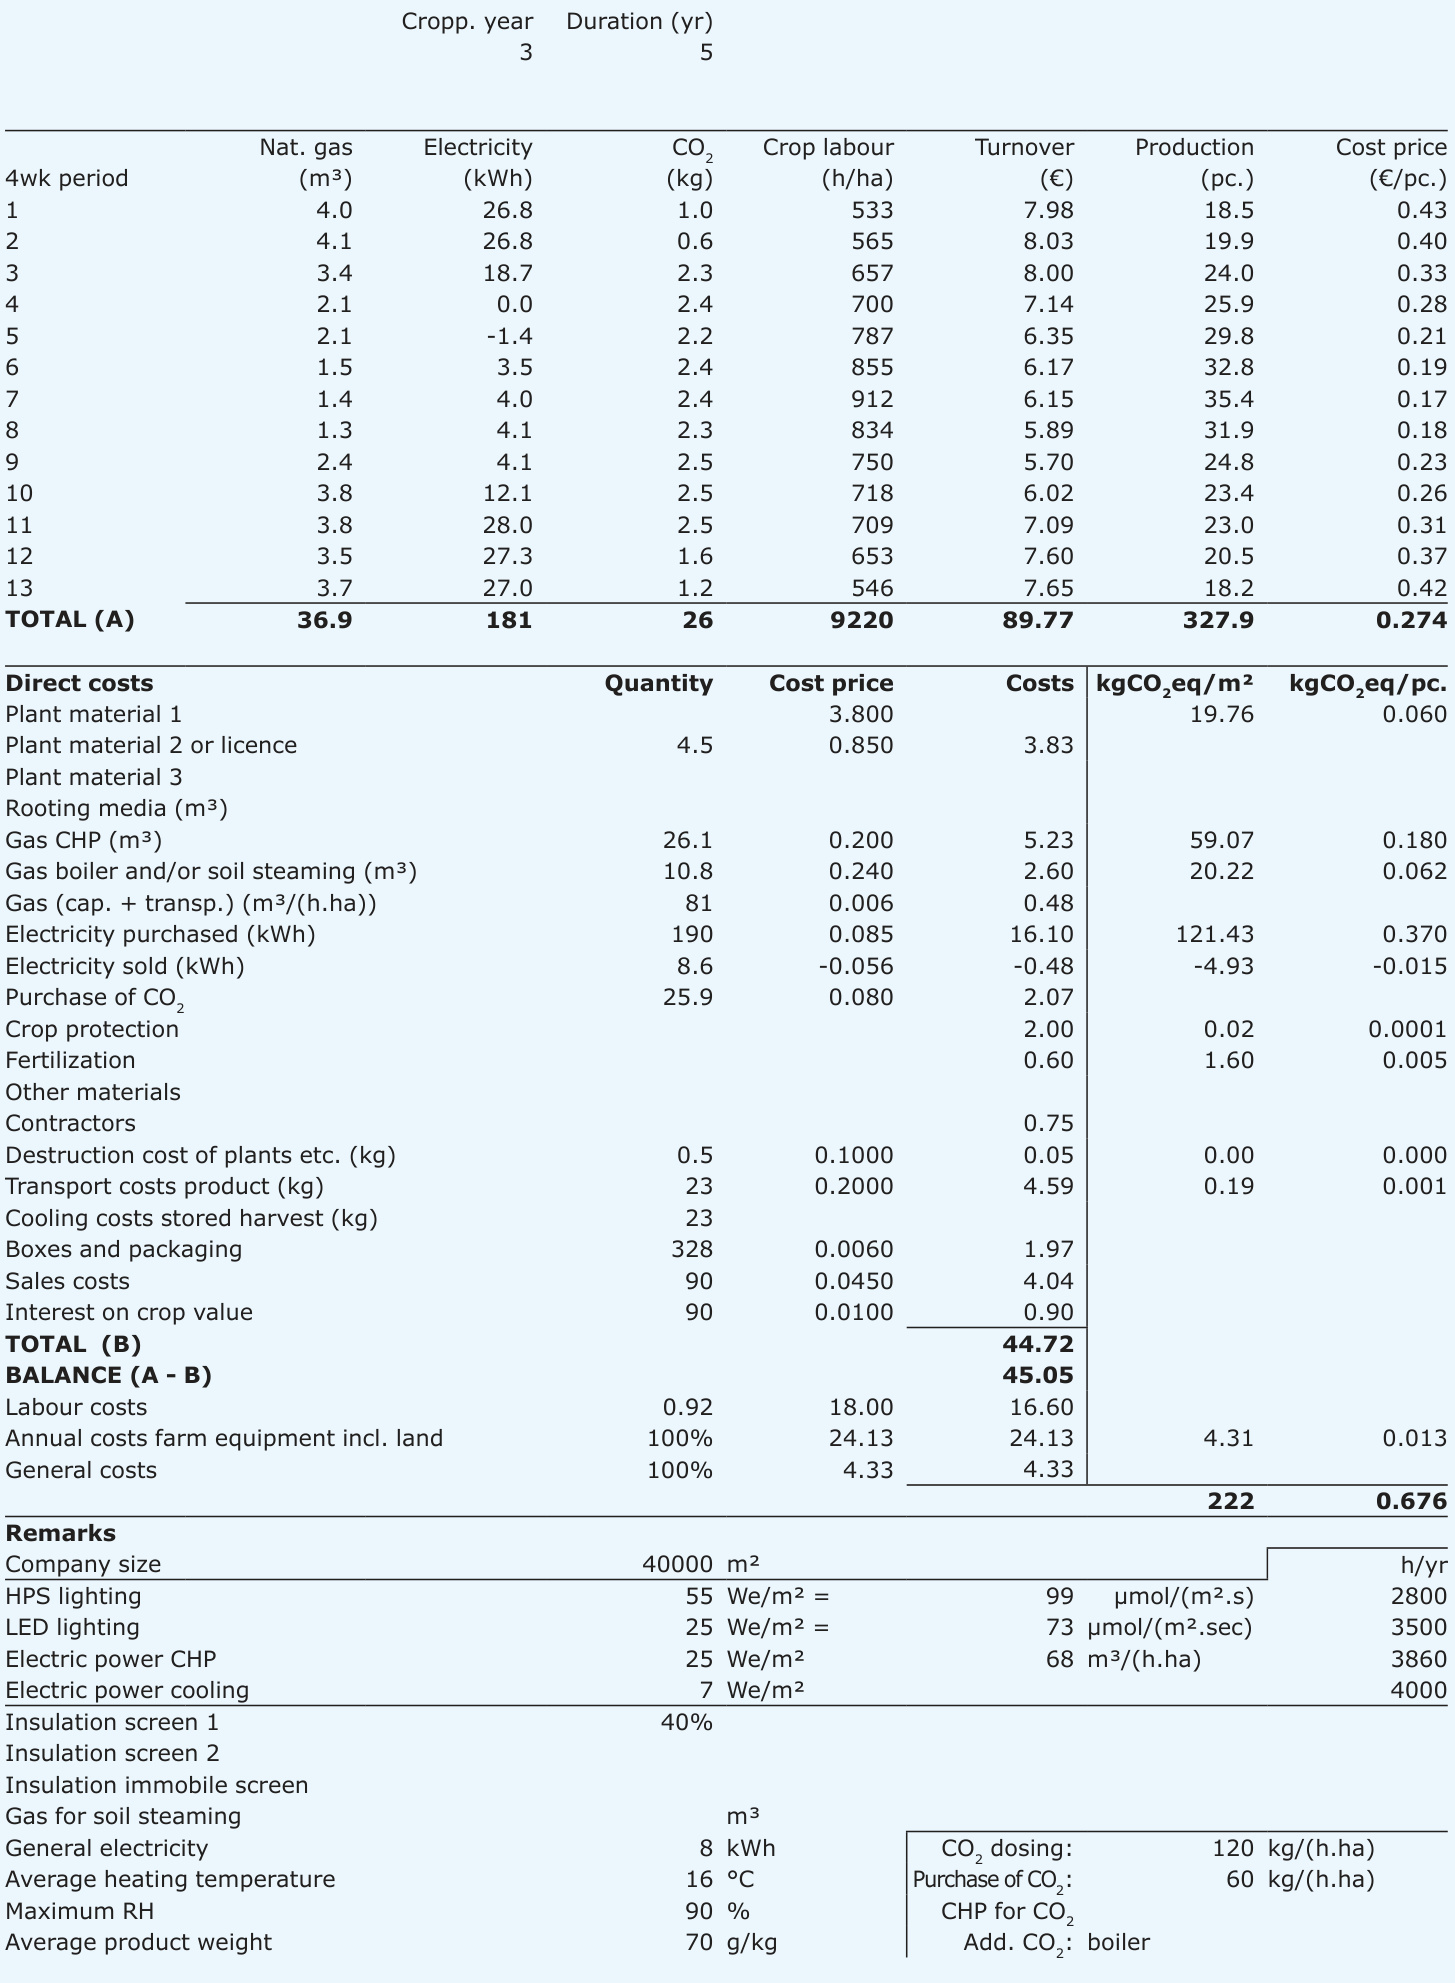 Cropp. year Duration (yr)
3 5
Nat. gas Electricity CO2 Crop labour Turnover Production Cost price
4wk period (m³) (kWh) (kg) (h/ha) (€) (pc.) (€/pc.)
1 4.0 26.8 1.0 533 7.98 18.5 0.43
2 4.1 26.8 0.6 565 8.03 19.9 0.40
3 3.4 18.7 2.3 657 8.00 24.0 0.33
4 2.1 0.0 2.4 700 7.14 25.9 0.28
5 2.1 -1.4 2.2 787 6.35 29.8 0.21
6 1.5 3.5 2.4 855 6.17 32.8 0.19
7 1.4 4.0 2.4 912 6.15 35.4 0.17
8 1.3 4.1 2.3 834 5.89 31.9 0.18
9 2.4 4.1 2.5 750 5.70 24.8 0.23
10 3.8 12.1 2.5 718 6.02 23.4 0.26
11 3.8 28.0 2.5 709 7.09 23.0 0.31
12 3.5 27.3 1.6 653 7.60 20.5 0.37
13 3.7 27.0 1.2 546 7.65 18.2 0.42
TOTAL (A) 36.9 181 26 9220 89.77 327.9 0.274
Direct costs Quantity Cost price Costs kgCO2eq/m² kgCO2eq/pc.
Plant material 1 3.800 19.76 0.060
Plant material 2 or licence 4.5 0.850 3.83
Plant material 3
Rooting media (m³)
Gas CHP (m³) 26.1 0.200 5.23 59.07 0.180
Gas boiler and/or soil steaming (m³) 10.8 0.240 2.60 20.22 0.062
Gas (cap. + transp.) (m³/(h.ha)) 81 0.006 0.48
Electricity purchased (kWh) 190 0.085 16.10 121.43 0.370
Electricity sold (kWh) 8.6 -0.056 -0.48 -4.93 -0.015
Purchase of CO2 25.9 0.080 2.07
Crop protection 2.00 0.02 0.0001
Fertilization 0.60 1.60 0.005
Other materials
Contractors 0.75
Destruction cost of plants etc. (kg) 0.5 0.1000 0.05 0.00 0.000
Transport costs product (kg) 23 0.2000 4.59 0.19 0.001
Cooling costs stored harvest (kg) 23
Boxes and packaging 328 0.0060 1.97
Sales costs 90 0.0450 4.04
Interest on crop value 90 0.0100 0.90
TOTAL (B) 44.72
BALANCE (A - B) 45.05
Labour costs 0.92 18.00 16.60
Annual costs farm equipment incl. land 100% 24.13 24.13 4.31 0.013
General costs 100% 4.33 4.33
222 0.676
Remarks
Company size 40000 m² h/yr
HPS lighting 55 We/m² = 99 µmol/(m².s) 2800
LED lighting 25 We/m² = 73 µmol/(m².sec) 3500
Electric power CHP 25 We/m² 68 m³/(h.ha) 3860
Electric power cooling 7 We/m² 4000
Insulation screen 1 40%
Insulation screen 2
Insulation immobile screen
Gas for soil steaming m³
General electricity 8 kWh CO2 dosing: 120 kg/(h.ha)
Average heating temperature 16 °C Purchase of CO2: 60 kg/(h.ha)
Maximum RH 90 % CHP for CO2
Average product weight 70 g/kg Add. CO2: boiler